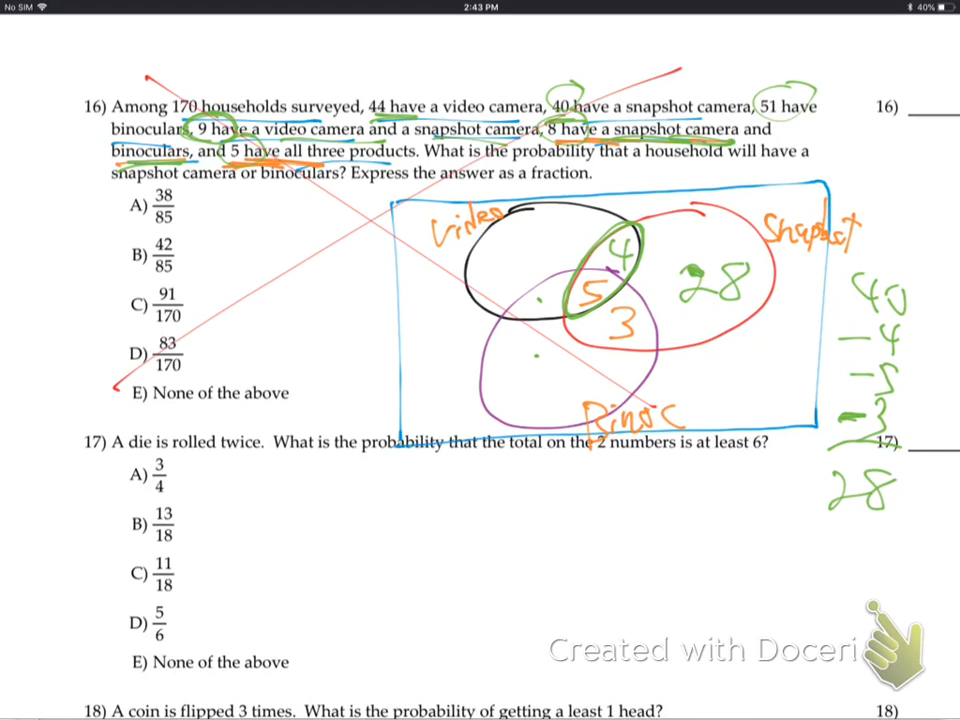 No SIM 2:43 PM 40%
16) Among 170 households surveyed, 44 have a video camera, 40 have a snapshot camera, 51 have 16)
binoculars, 9 have a video camera and a snapshot camera, 8 have a snapshot camera and
binoculars, and 5 have all three products. What is the probability that a household will have a
snapshot camera or binoculars? Express the answer as a fraction.
A) 38/85
B) 42/85
C) 91/170
D) 83/170
E) None of the above
Video
Snapshot
4
28
5
3
Binoc
40
-4
-5
-3
28
17) A die is rolled twice. What is the probability that the total on the 2 numbers is at least 6? 17)
A) 3/4
B) 13/18
C) 11/18
D) 5/6
E) None of the above
Created with Doceri
18) A coin is flipped 3 times. What is the probability of getting a least 1 head? 18)